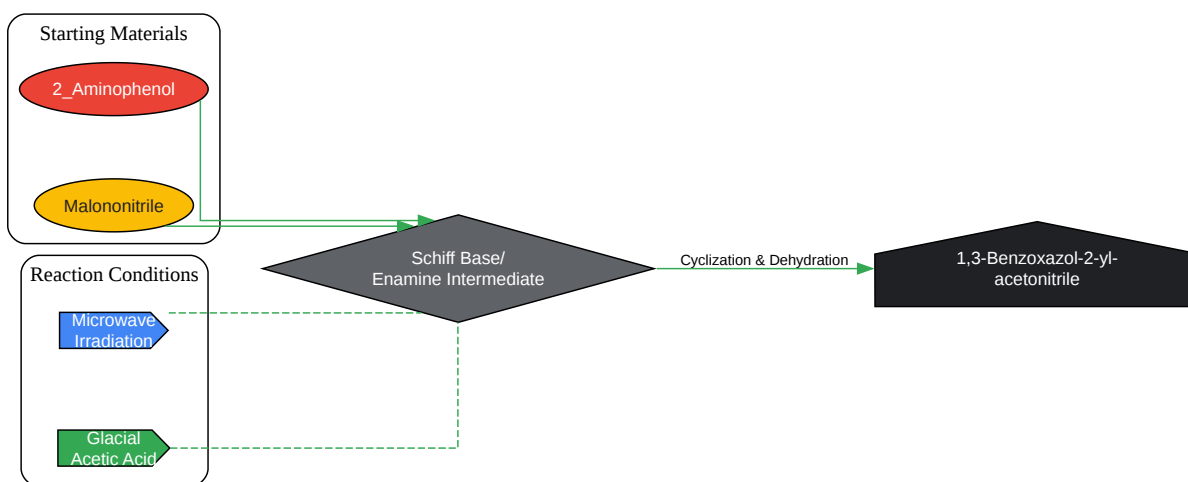 Starting Materials
2_Aminophenol
Malononitrile
Reaction Conditions
Microwave
Irradiation
Glacial
Acetic Acid
Schiff Base/
Enamine Intermediate
Cyclization & Dehydration
1,3-Benzoxazol-2-yl-
acetonitrile